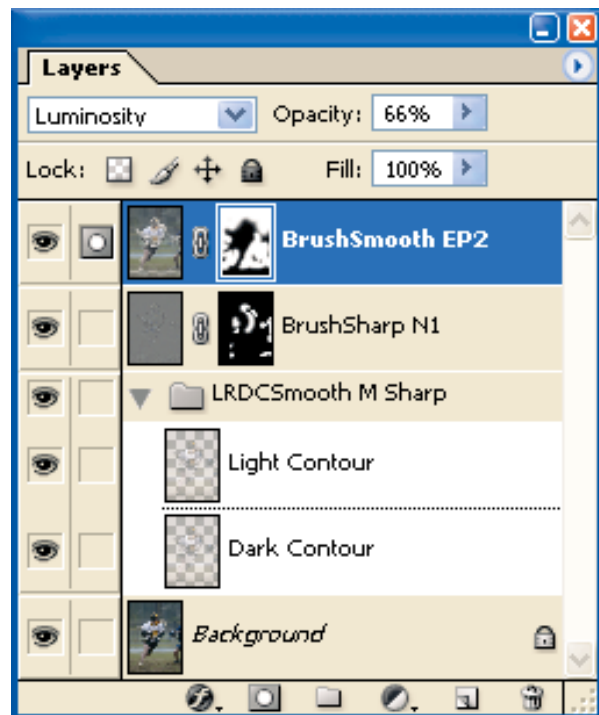 Layers
Luminosity Opacity: 66%
Lock: Fill: 100%
BrushSmooth EP2
BrushSharp N1
LRDCSmooth M Sharp
Light Contour
Dark Contour
Background